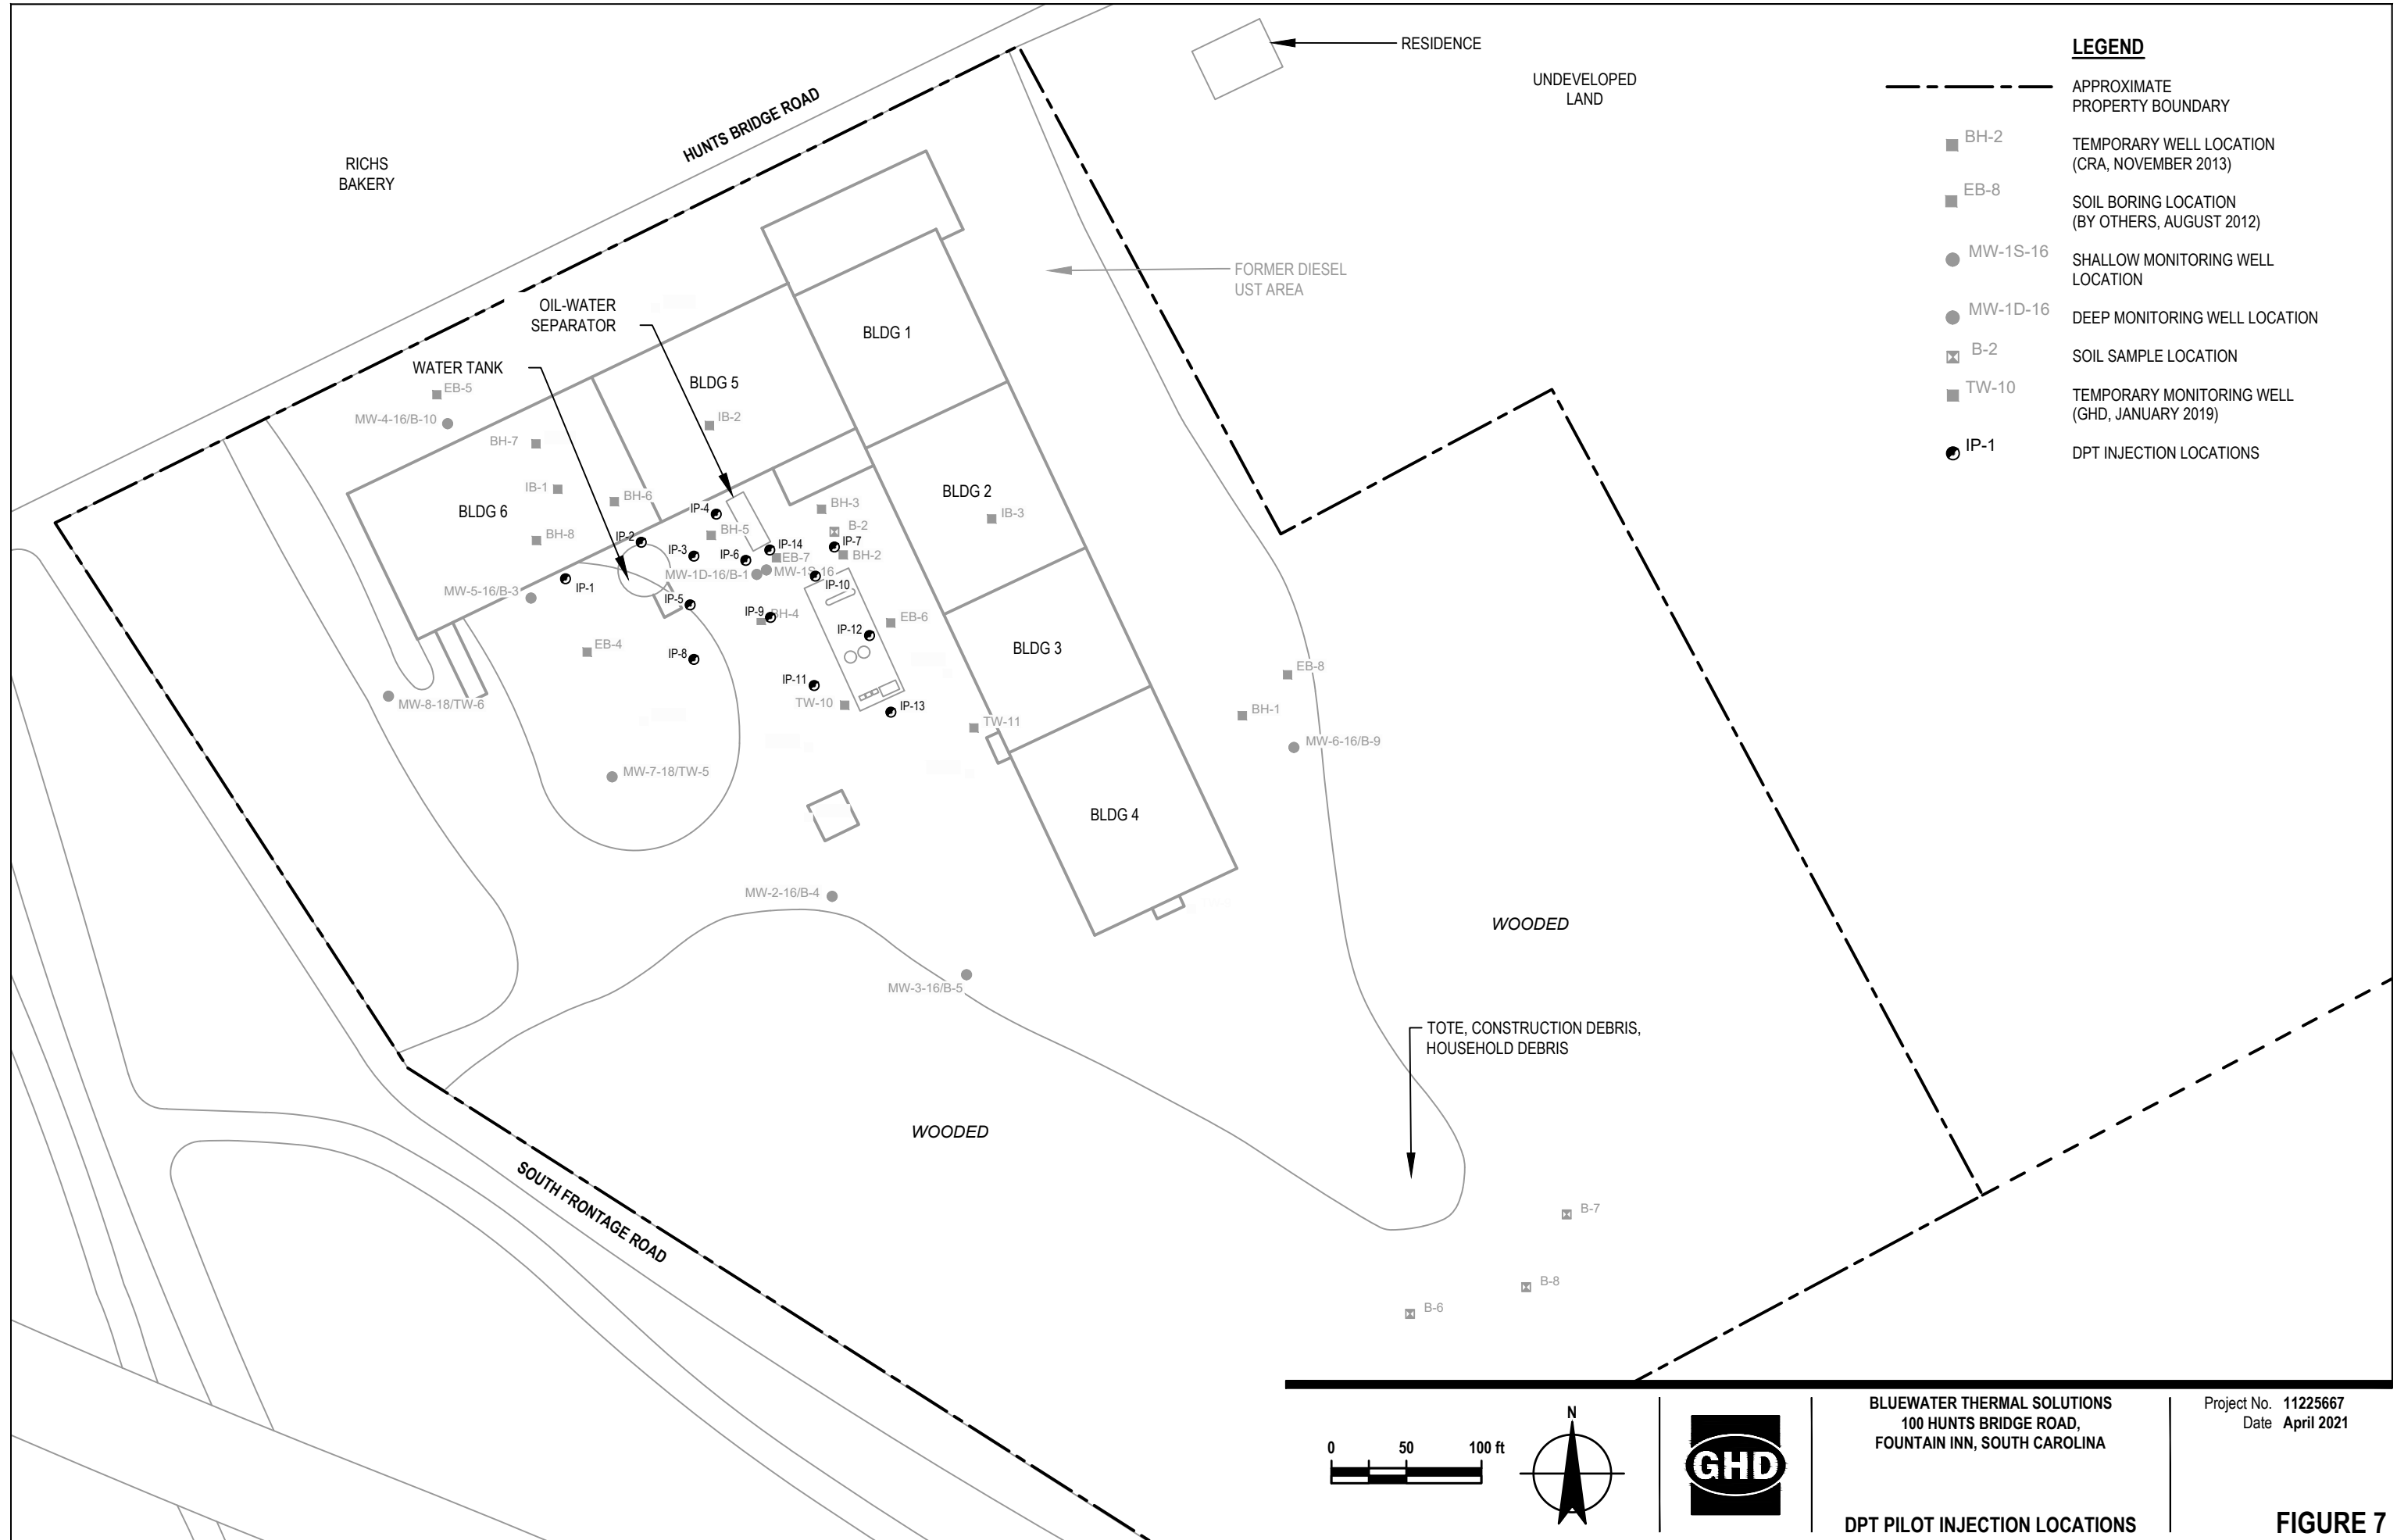 RESIDENCE
UNDEVELOPED
LAND
HUNTS BRIDGE ROAD
RICHS
BAKERY
FORMER DIESEL
UST AREA
OIL-WATER
SEPARATOR
WATER TANK
BLDG 1
BLDG 5
BLDG 2
BLDG 6
BLDG 3
BLDG 4
EB-5
MW-4-16/B-10
IB-2
BH-7
IB-1
BH-6
BH-8
IP-4
BH-5
BH-3
B-2
IP-7
BH-2
IB-3
IP-2
IP-3
IP-6
IP-14
EB-7
MW-1D-16/B-1
MW-1S-16
IP-10
IP-1
MW-5-16/B-3
IP-5
IP-9
BH-4
IP-12
EB-6
EB-4
IP-8
IP-11
TW-10
IP-13
TW-11
MW-8-18/TW-6
MW-7-18/TW-5
EB-8
BH-1
MW-6-16/B-9
MW-2-16/B-4
MW-3-16/B-5
WOODED
TOTE, CONSTRUCTION DEBRIS,
HOUSEHOLD DEBRIS
WOODED
SOUTH FRONTAGE ROAD
B-7
B-8
B-6
LEGEND
APPROXIMATE
PROPERTY BOUNDARY
BH-2
TEMPORARY WELL LOCATION
(CRA, NOVEMBER 2013)
EB-8
SOIL BORING LOCATION
(BY OTHERS, AUGUST 2012)
MW-1S-16
SHALLOW MONITORING WELL
LOCATION
MW-1D-16
DEEP MONITORING WELL LOCATION
B-2
SOIL SAMPLE LOCATION
TW-10
TEMPORARY MONITORING WELL
(GHD, JANUARY 2019)
IP-1
DPT INJECTION LOCATIONS
0 50 100 ft
N
GHD
BLUEWATER THERMAL SOLUTIONS
100 HUNTS BRIDGE ROAD,
FOUNTAIN INN, SOUTH CAROLINA
DPT PILOT INJECTION LOCATIONS
Project No. 11225667
Date April 2021
FIGURE 7